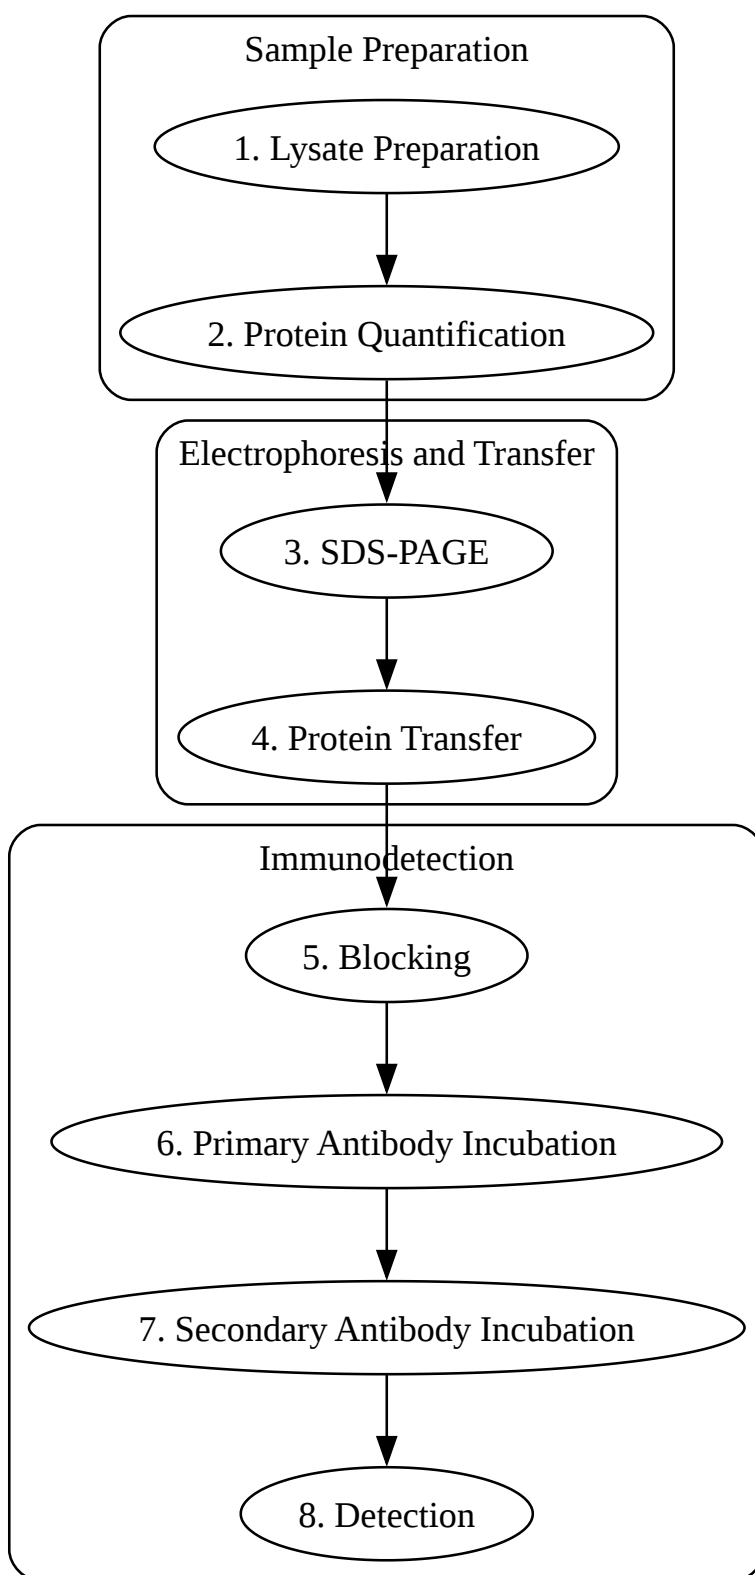 Sample Preparation
1. Lysate Preparation
2. Protein Quantification
Electrophoresis and Transfer
3. SDS-PAGE
4. Protein Transfer
Immunodetection
5. Blocking
6. Primary Antibody Incubation
7. Secondary Antibody Incubation
8. Detection